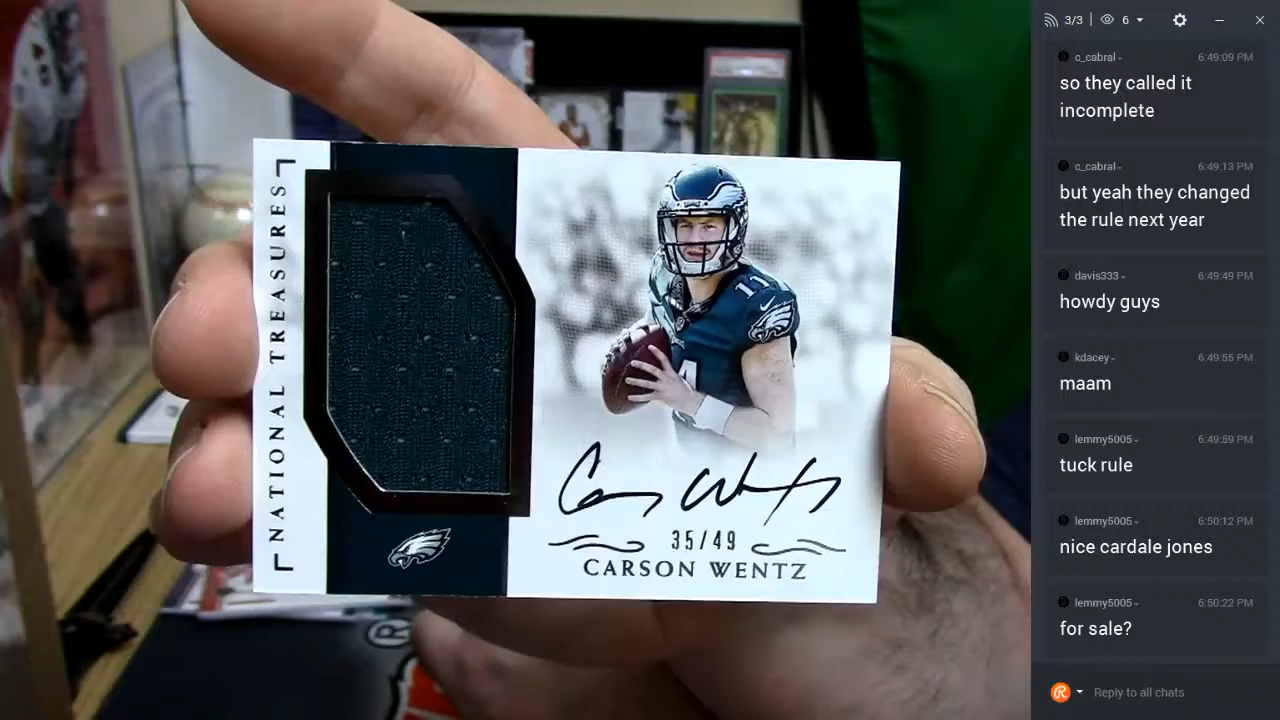 NATIONAL TREASURES
11
35/49
CARSON WENTZ
3/3 | 6
c_cabral- 6:49:09 PM
so they called it
incomplete
c_cabral- 6:49:13 PM
but yeah they changed
the rule next year
davis333- 6:49:49 PM
howdy guys
kdacey- 6:49:55 PM
maam
lemmy5005- 6:49:59 PM
tuck rule
lemmy5005- 6:50:12 PM
nice cardale jones
lemmy5005- 6:50:22 PM
for sale?
Reply to all chats